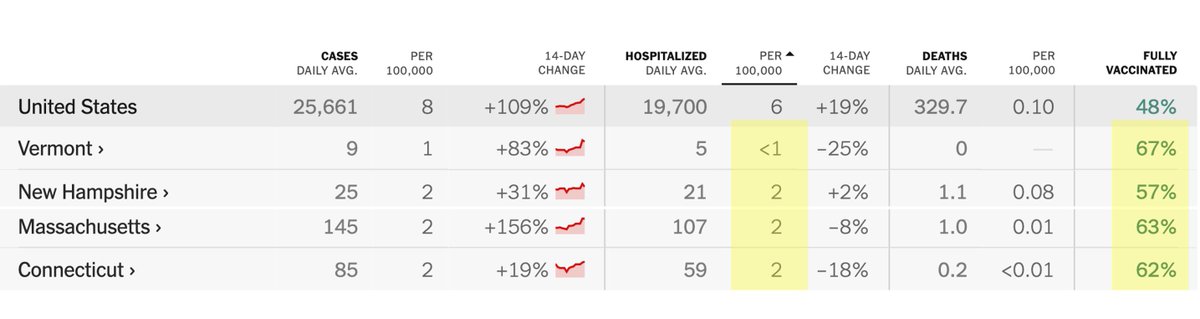 CASES PER 14-DAY HOSPITALIZED PER 14-DAY DEATHS PER FULLY
DAILY AVG. 100,000 CHANGE DAILY AVG. 100,000 CHANGE DAILY AVG. 100,000 VACCINATED
United States 25,661 8 +109% 19,700 6 +19% 329.7 0.10 48%
Vermont › 9 1 +83% 5 <1 –25% 0 — 67%
New Hampshire › 25 2 +31% 21 2 +2% 1.1 0.08 57%
Massachusetts › 145 2 +156% 107 2 –8% 1.0 0.01 63%
Connecticut › 85 2 +19% 59 2 –18% 0.2 <0.01 62%